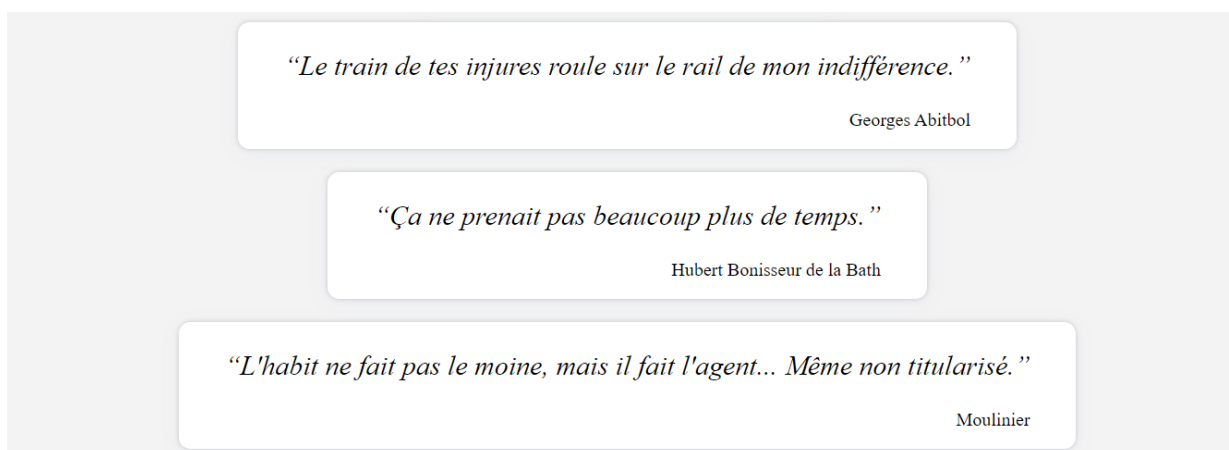 “Le train de tes injures roule sur le rail de mon indifférence.”
Georges Abitbol
“Ça ne prenait pas beaucoup plus de temps.”
Hubert Bonisseur de la Bath
“L'habit ne fait pas le moine, mais il fait l'agent... Même non titularisé.”
Moulinier